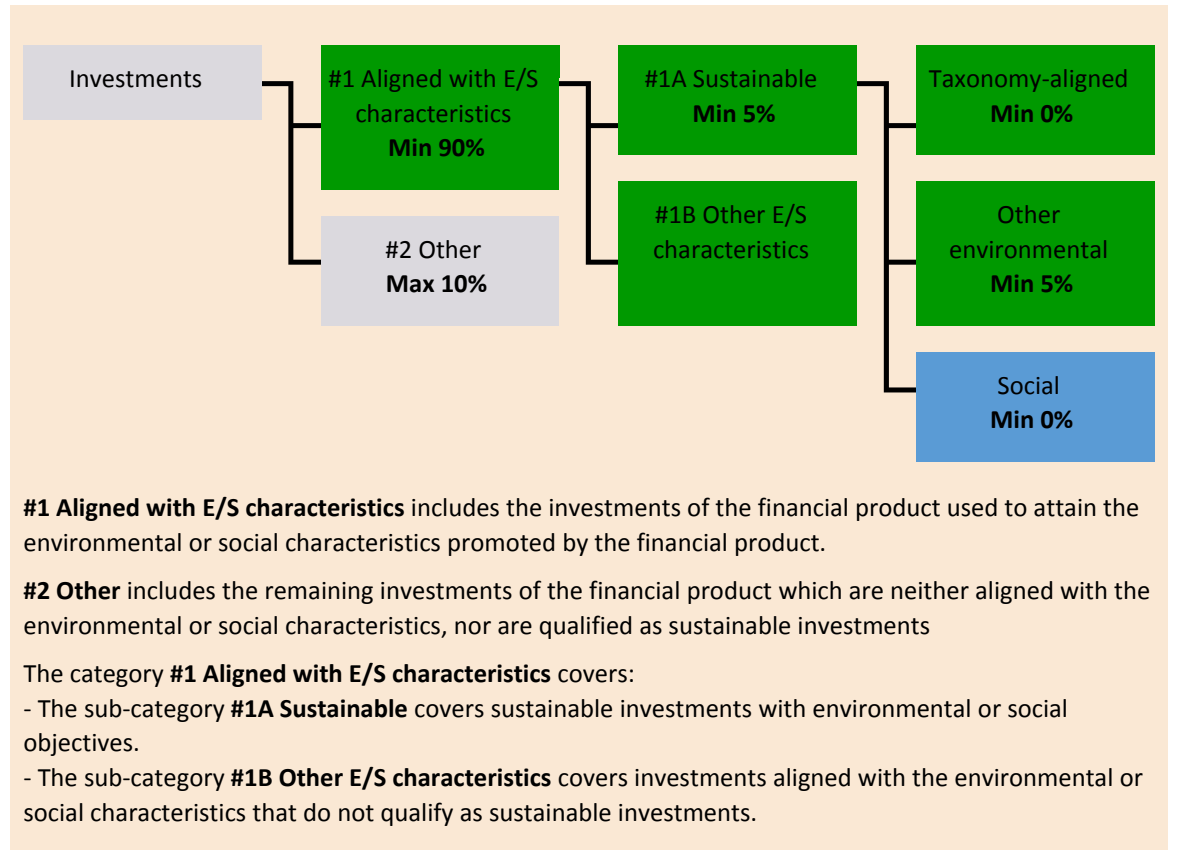 Investments
#1 Aligned with E/S
characteristics
Min 90%
#2 Other
Max 10%
#1A Sustainable
Min 5%
#1B Other E/S
characteristics
Taxonomy-aligned
Min 0%
Other
environmental
Min 5%
Social
Min 0%
#1 Aligned with E/S characteristics includes the investments of the financial product used to attain the
environmental or social characteristics promoted by the financial product.
#2 Other includes the remaining investments of the financial product which are neither aligned with the
environmental or social characteristics, nor are qualified as sustainable investments
The category #1 Aligned with E/S characteristics covers:
- The sub-category #1A Sustainable covers sustainable investments with environmental or social
objectives.
- The sub-category #1B Other E/S characteristics covers investments aligned with the environmental or
social characteristics that do not qualify as sustainable investments.